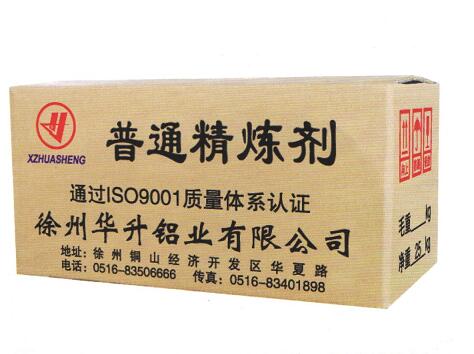 XZHUASHENG
普通精炼剂
通过ISO9001质量体系认证
徐州华升铝业有限公司
地址：徐州铜山经济开发区华夏路
电话：0516-83506666 传真：0516-83401898
毛重 kg
净重 25 kg